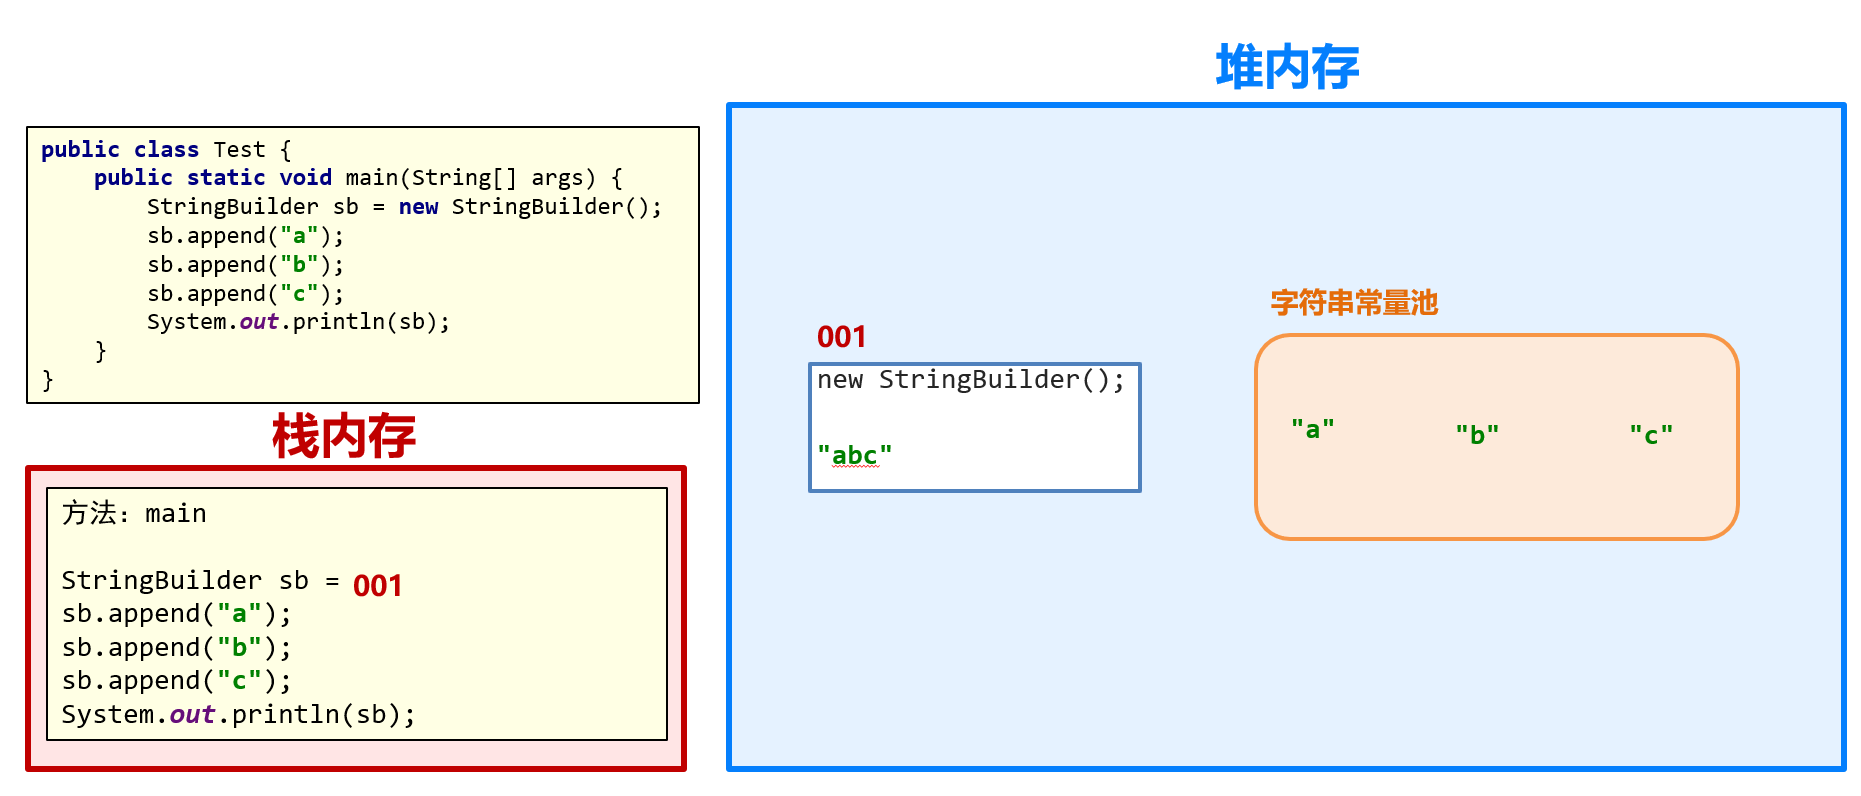 public class Test {
    public static void main(String[] args) {
        StringBuilder sb = new StringBuilder();
        sb.append("a");
        sb.append("b");
        sb.append("c");
        System.out.println(sb);
    }
}
栈内存
方法：main
StringBuilder sb = 001
sb.append("a");
sb.append("b");
sb.append("c");
System.out.println(sb);
堆内存
001
new StringBuilder();
"abc"
字符串常量池
"a" "b" "c"